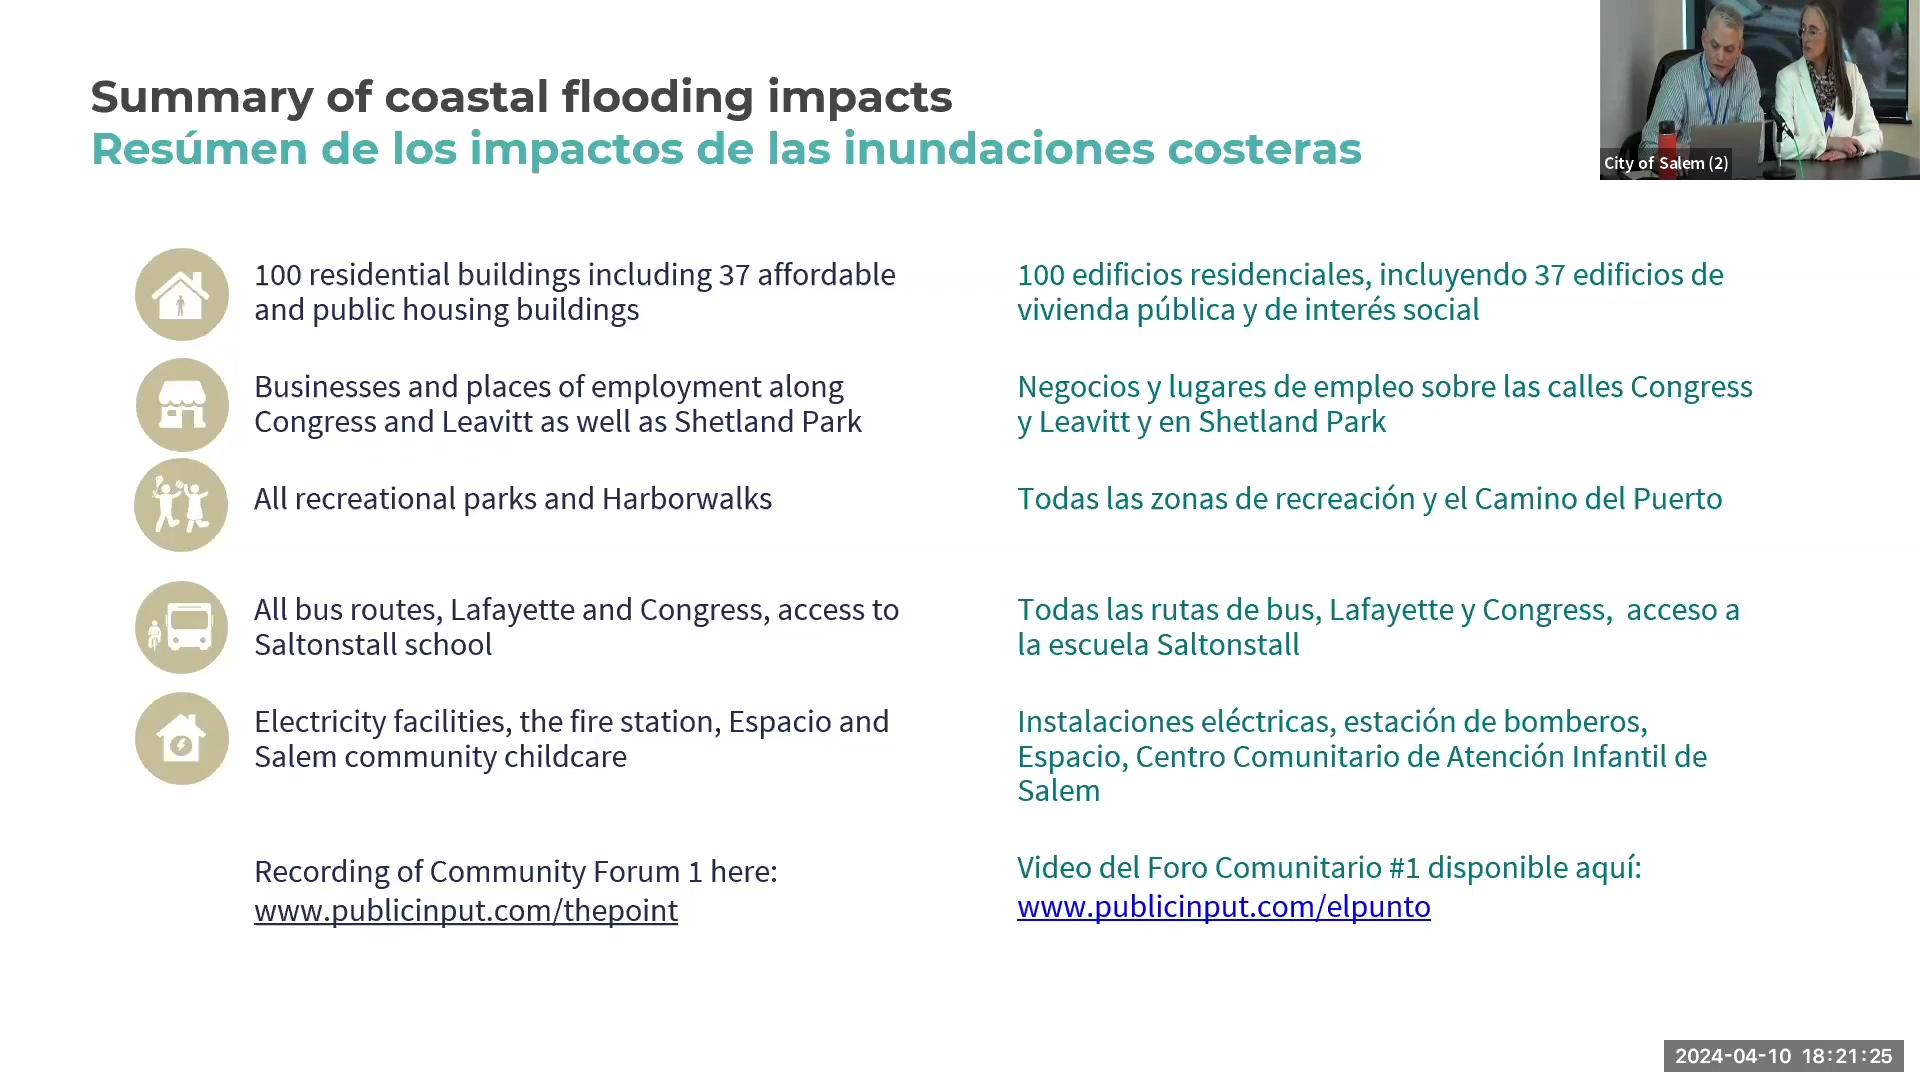 Summary of coastal flooding impacts
Resúmen de los impactos de las inundaciones costeras
City of Salem (2)
100 residential buildings including 37 affordable
and public housing buildings
100 edificios residenciales, incluyendo 37 edificios de
vivienda pública y de interés social
Businesses and places of employment along
Congress and Leavitt as well as Shetland Park
Negocios y lugares de empleo sobre las calles Congress
y Leavitt y en Shetland Park
All recreational parks and Harborwalks
Todas las zonas de recreación y el Camino del Puerto
All bus routes, Lafayette and Congress, access to
Saltonstall school
Todas las rutas de bus, Lafayette y Congress, acceso a
la escuela Saltonstall
Electricity facilities, the fire station, Espacio and
Salem community childcare
Instalaciones eléctricas, estación de bomberos,
Espacio, Centro Comunitario de Atención Infantil de
Salem
Recording of Community Forum 1 here:
www.publicinput.com/thepoint
Video del Foro Comunitario #1 disponible aquí:
www.publicinput.com/elpunto
2024-04-10 18:21:25